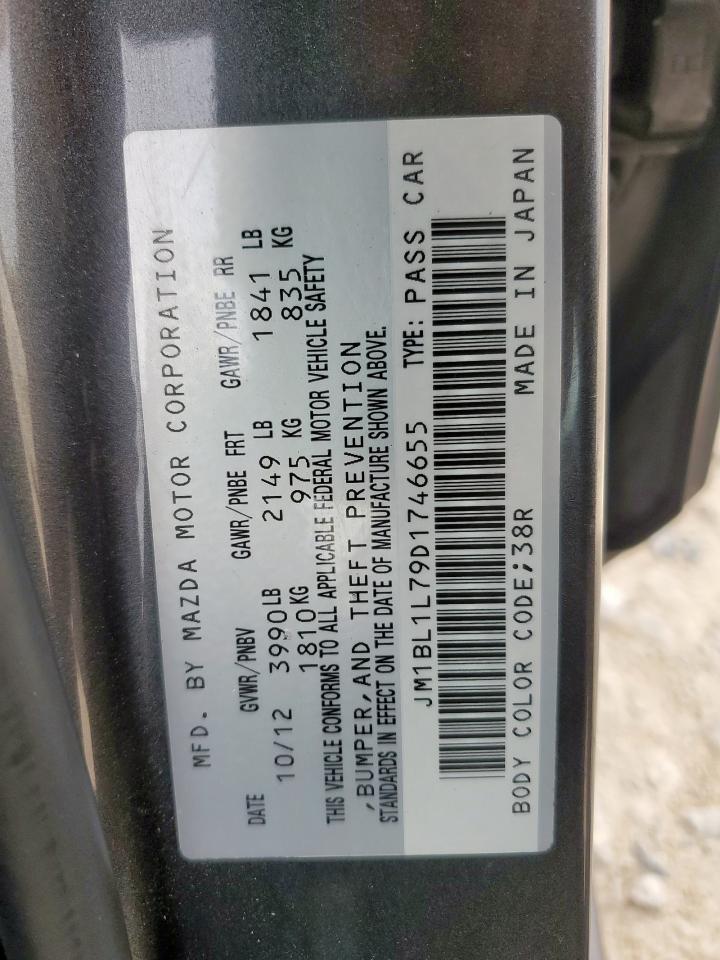 MFD. BY MAZDA MOTOR CORPORATION
DATE GVWR/PNBV GAWR/PNBE FRT GAWR/PNBE RR
10/12 3990LB 2149 LB 1841 LB
1810KG 975 KG 835 KG
THIS VEHICLE CONFORMS TO ALL APPLICABLE FEDERAL MOTOR VEHICLE SAFETY
,BUMPER,AND THEFT PREVENTION
STANDARDS IN EFFECT ON THE DATE OF MANUFACTURE SHOWN ABOVE.
JM1BL1L79D1746655 TYPE: PASS CAR
BODY COLOR CODE;38R MADE IN JAPAN